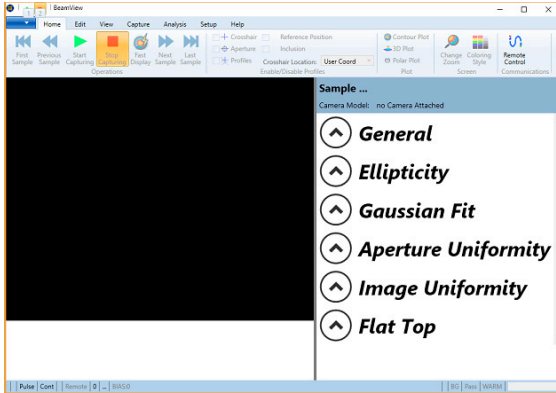 1 2 BeamView
Home Edit View Capture Analysis Setup Help
First Sample
Previous Sample
Start Capturing
Stop Capturing
Fast Display
Next Sample
Last Sample
Operations
Crosshair Reference Position
Aperture Inclusion
Profiles Crosshair Location: User Coord
Enable/Disable Profiles
Contour Plot
3D Plot
Polar Plot
Plot
Change Zoom
Coloring Style
Screen
Remote Control
Communications
Sample ...
Camera Model: no Camera Attached
General
Ellipticity
Gaussian Fit
Aperture Uniformity
Image Uniformity
Flat Top
Pulse Cont Remote 0 ... BIAS:0 BG Pass WARM